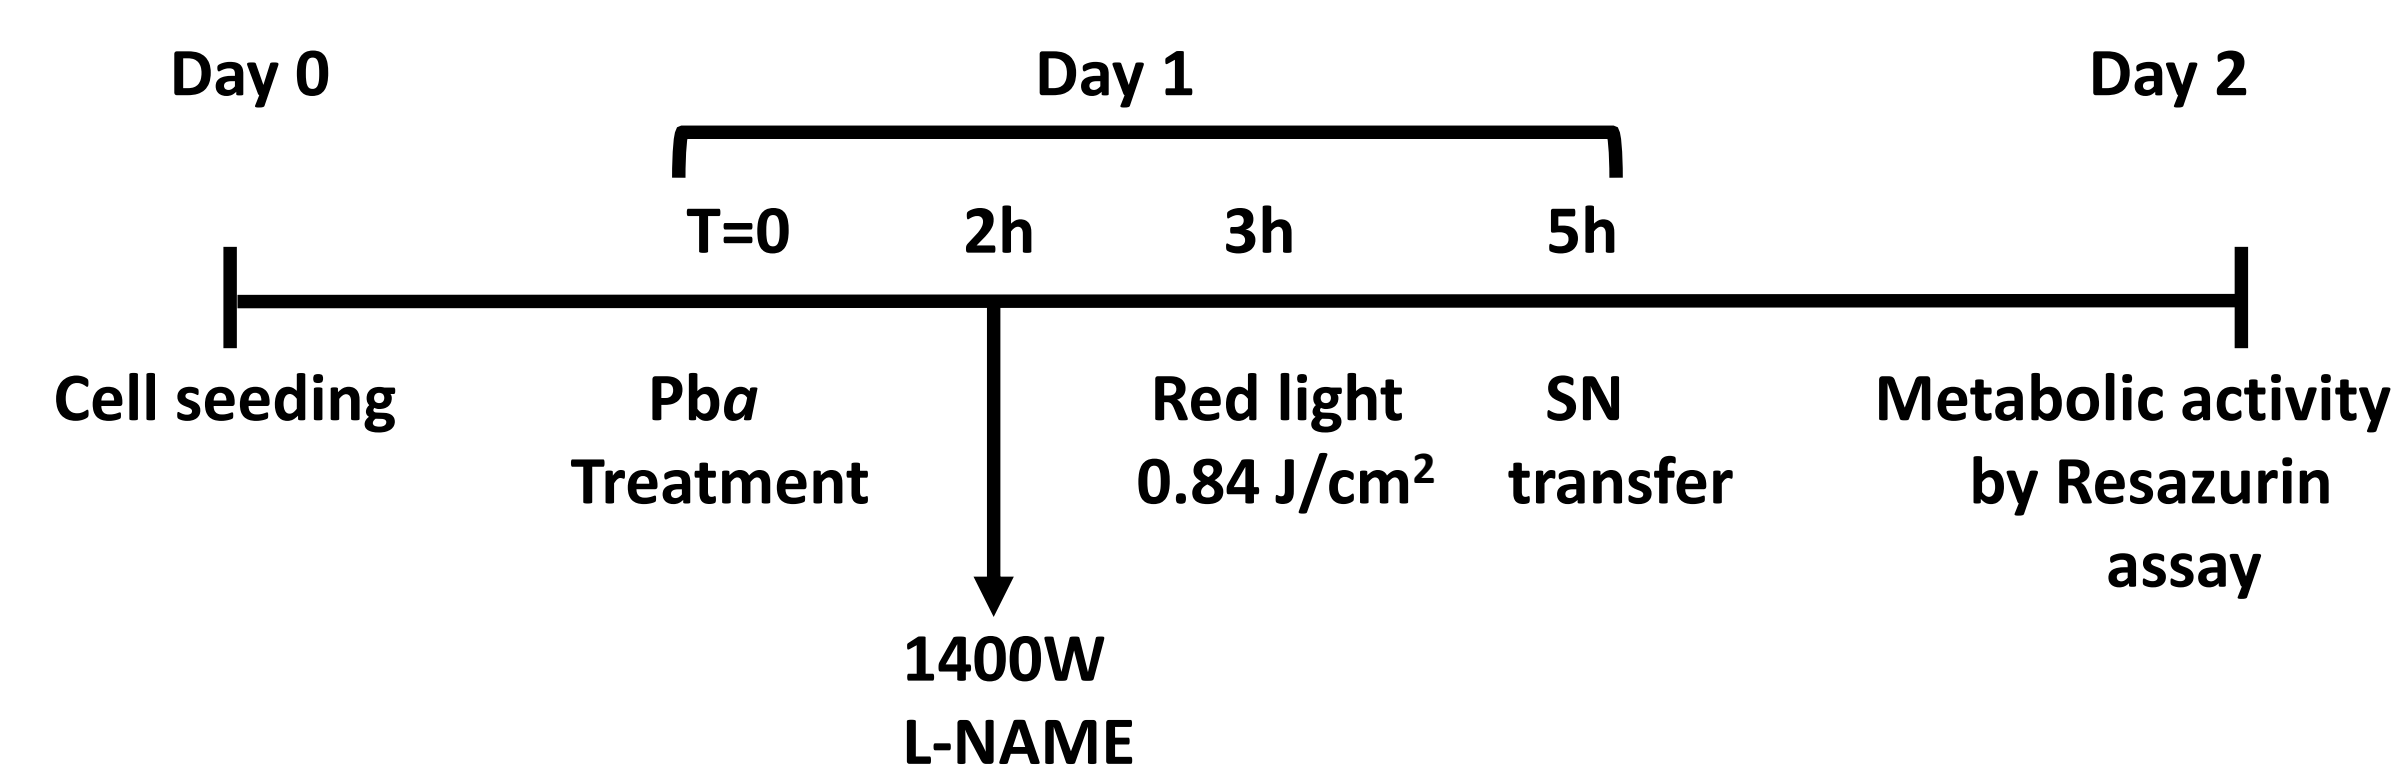 Day 0
Day 1
Day 2
T=0
2h
3h
5h
Cell seeding
Pba
Treatment
Red light
0.84 J/cm²
SN
transfer
Metabolic activity
by Resazurin
assay
1400W
L-NAME